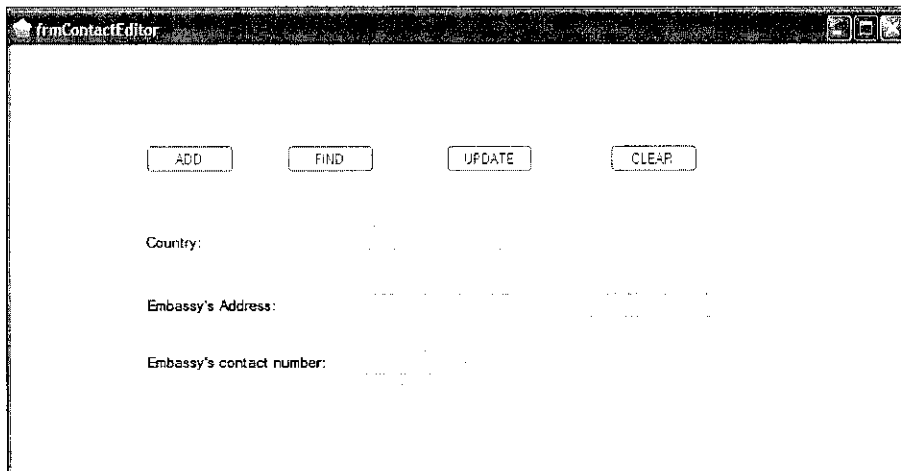 frmContactEditor
ADD FIND UPDATE CLEAR
Country:
Embassy's Address:
Embassy's contact number: